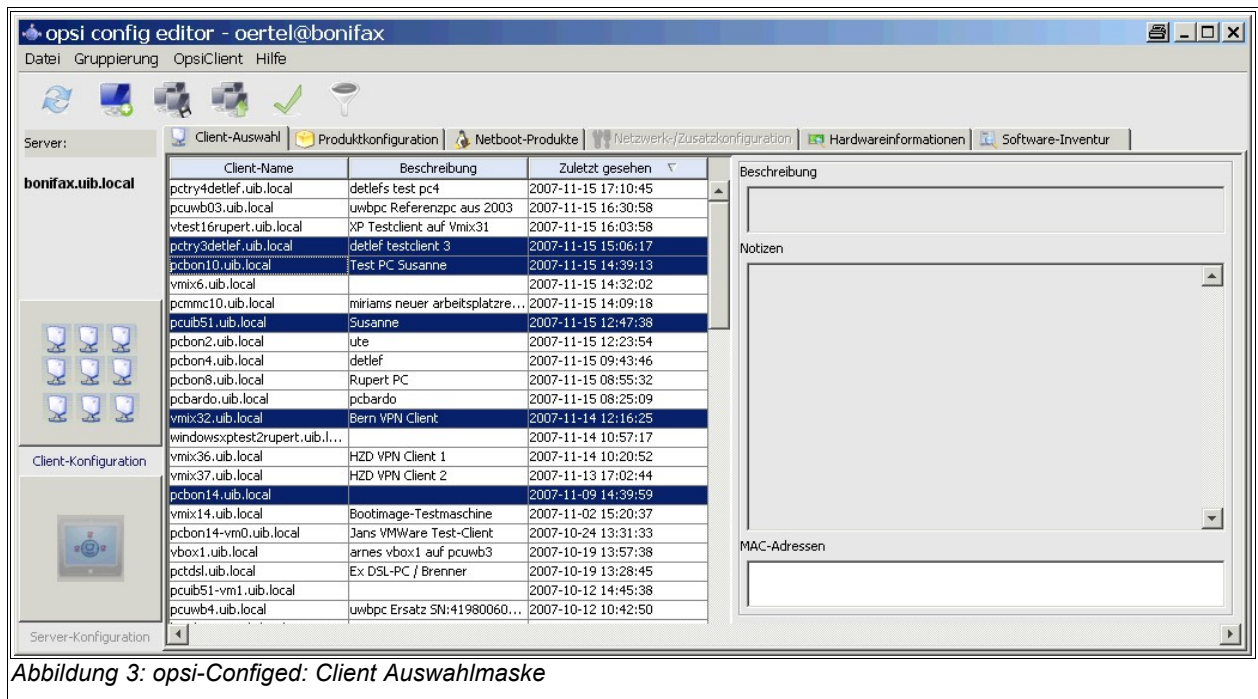 opsi config editor - oertel@bonifax
Datei Gruppierung OpsiClient Hilfe
Server:
bonifax.uib.local
Client-Konfiguration
Server-Konfiguration
Client-Auswahl Produktkonfiguration Netboot-Produkte Netzwerk-/Zusatzkonfiguration Hardwareinformationen Software-Inventur
Client-Name Beschreibung Zuletzt gesehen
pctry4detlef.uib.local detlefs test pc4 2007-11-15 17:10:45
pcuwb03.uib.local uwbpc Referenzpc aus 2003 2007-11-15 16:30:58
vtest16rupert.uib.local XP Testclient auf Vmix31 2007-11-15 16:03:58
pctry3detlef.uib.local detlef testclient 3 2007-11-15 15:06:17
pcbon10.uib.local Test PC Susanne 2007-11-15 14:39:13
vmix6.uib.local 2007-11-15 14:32:02
pcmmc10.uib.local miriams neuer arbeitsplatzre... 2007-11-15 14:09:18
pcuib51.uib.local Susanne 2007-11-15 12:47:38
pcbon2.uib.local ute 2007-11-15 12:23:54
pcbon4.uib.local detlef 2007-11-15 09:43:46
pcbon8.uib.local Rupert PC 2007-11-15 08:55:32
pcbardo.uib.local pcbardo 2007-11-15 08:25:09
vmix32.uib.local Bern VPN Client 2007-11-14 12:16:25
windowsxptest2rupert.uib.l... 2007-11-14 10:57:17
vmix36.uib.local HZD VPN Client 1 2007-11-14 10:20:52
vmix37.uib.local HZD VPN Client 2 2007-11-13 17:02:44
pcbon14.uib.local 2007-11-09 14:39:59
vmix14.uib.local Bootimage-Testmaschine 2007-11-02 15:20:37
pcbon14-vm0.uib.local Jans VMWare Test-Client 2007-10-24 13:31:33
vbox1.uib.local arnes vbox1 auf pcuwb3 2007-10-19 13:57:38
pctdsl.uib.local Ex DSL-PC / Brenner 2007-10-19 13:28:45
pcuib51-vm1.uib.local 2007-10-12 14:45:38
pcuwb4.uib.local uwbpc Ersatz SN:41980060... 2007-10-12 10:42:50
Beschreibung
Notizen
MAC-Adressen
Abbildung 3: opsi-Configed: Client Auswahlmaske